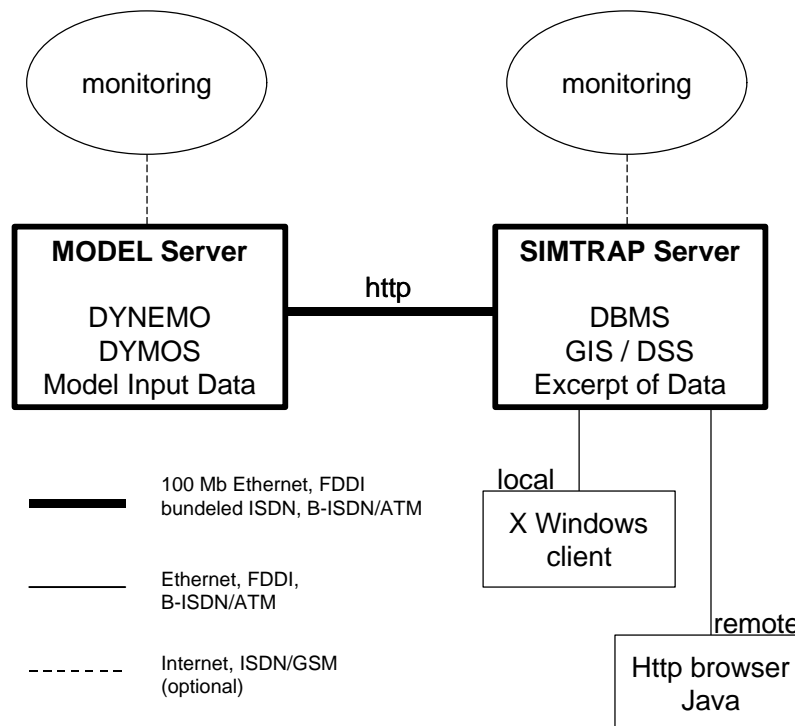 monitoring
monitoring
MODEL Server
DYNEMO
DYMOS
Model Input Data
http
SIMTRAP Server
DBMS
GIS / DSS
Excerpt of Data
100 Mb Ethernet, FDDI
bundeled ISDN, B-ISDN/ATM
Ethernet, FDDI,
B-ISDN/ATM
Internet, ISDN/GSM
(optional)
local
X Windows
client
remote
Http browser
Java